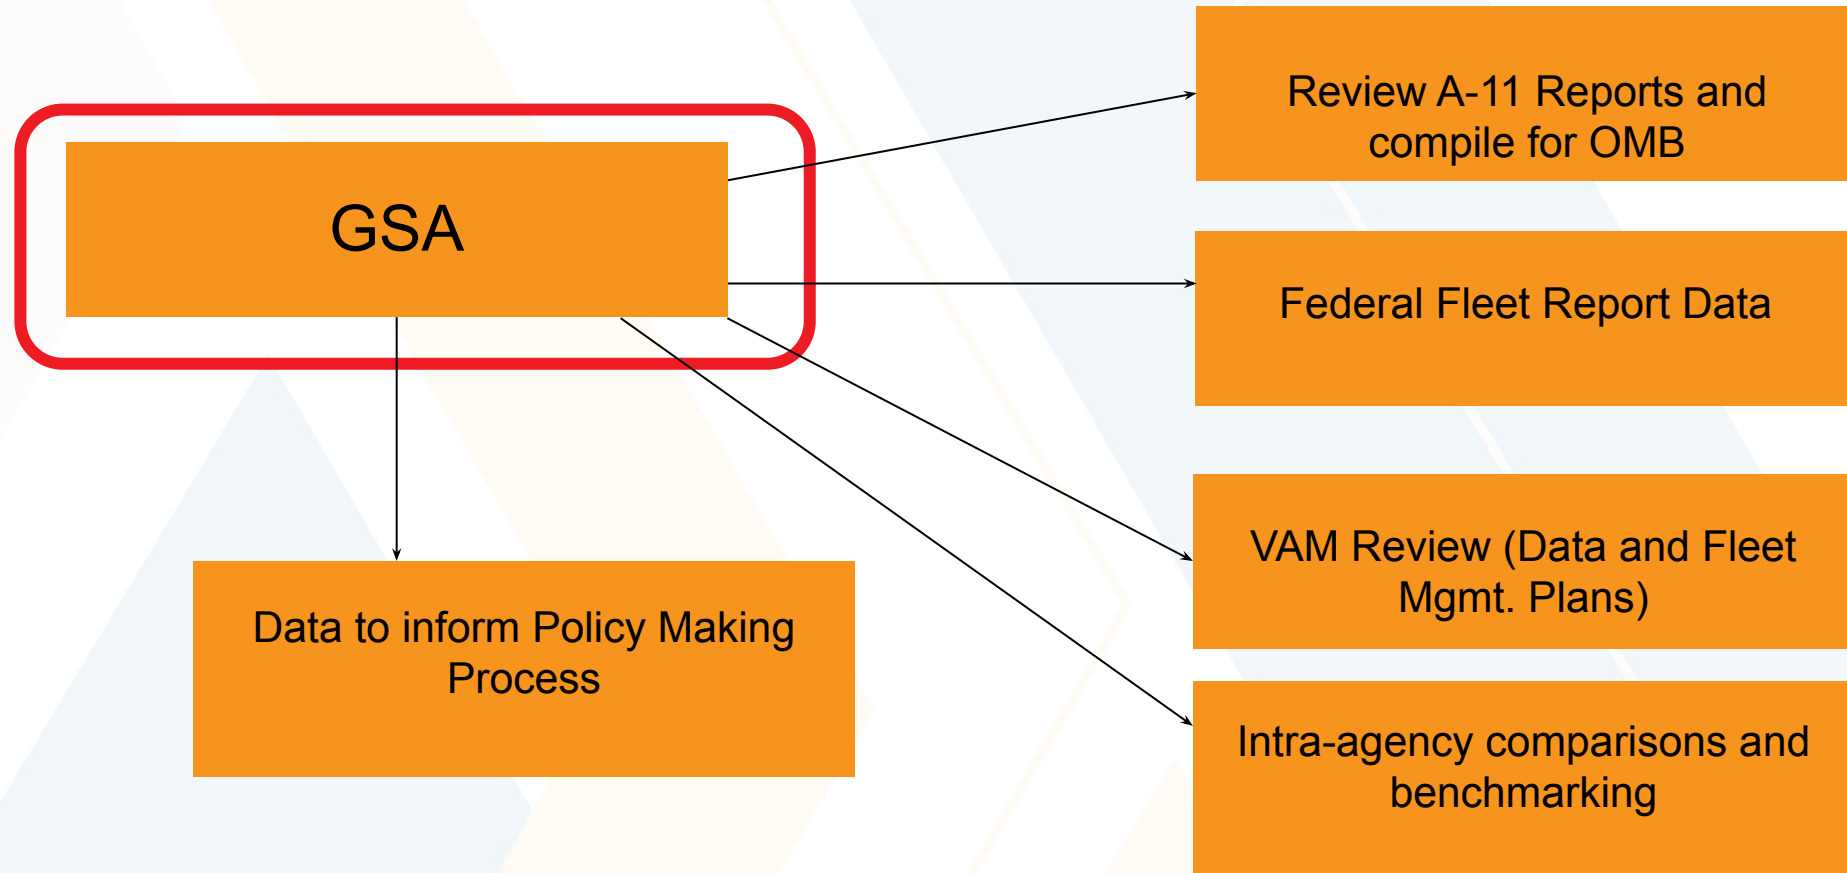 GSA
Review A-11 Reports and
compile for OMB
Federal Fleet Report Data
VAM Review (Data and Fleet
Mgmt. Plans)
Data to inform Policy Making
Process
Intra-agency comparisons and
benchmarking